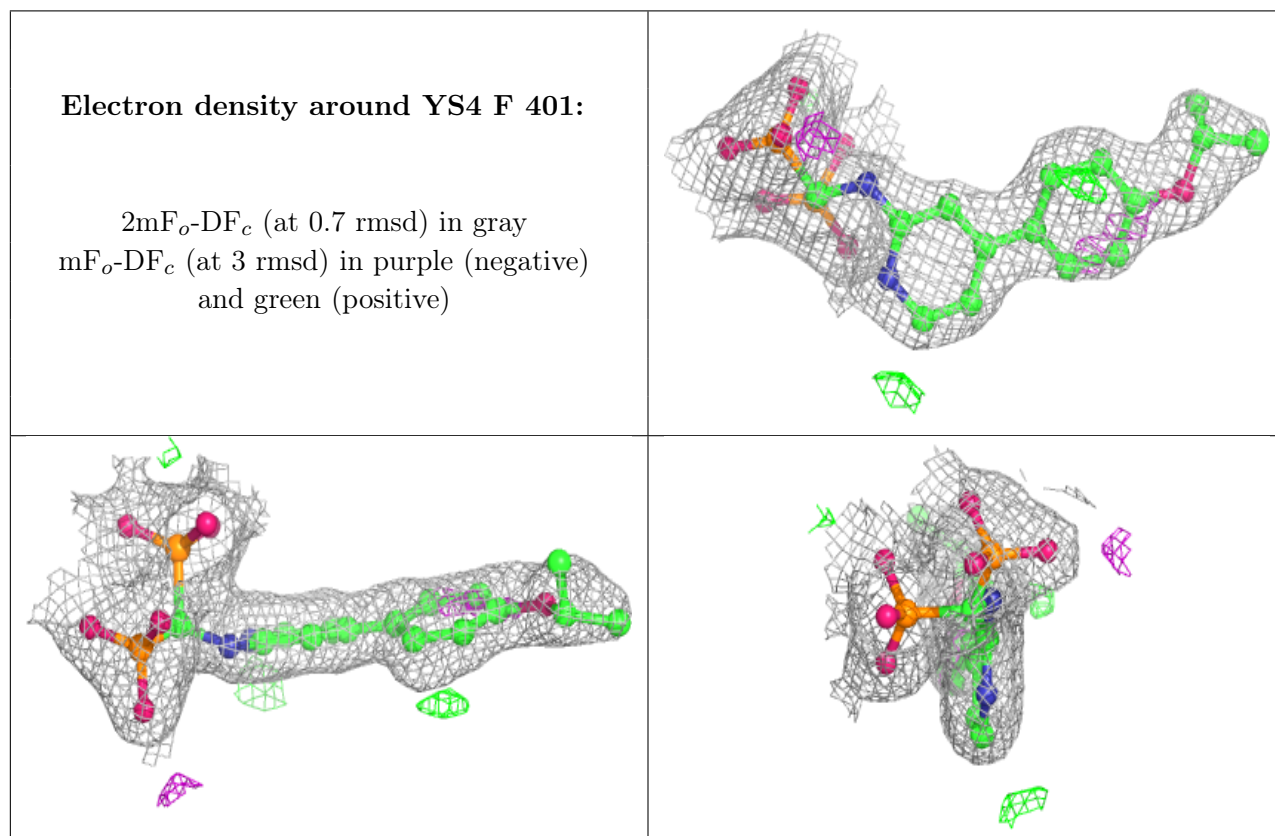 Electron density around YS4 F 401:
2mFₒ-DF𝒸 (at 0.7 rmsd) in gray
mFₒ-DF𝒸 (at 3 rmsd) in purple (negative)
and green (positive)